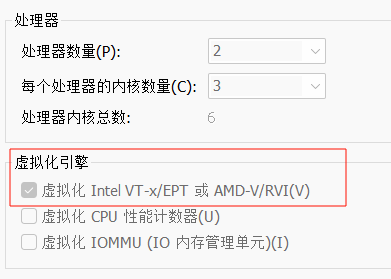 处理器
处理器数量(P): 2
每个处理器的内核数量(C): 3
处理器内核总数: 6
虚拟化引擎
虚拟化 Intel VT-x/EPT 或 AMD-V/RVI(V)
虚拟化 CPU 性能计数器(U)
虚拟化 IOMMU (IO 内存管理单元)(I)